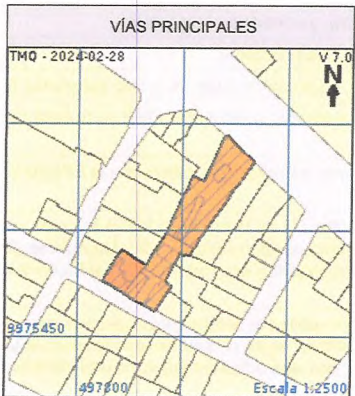 VÍAS PRINCIPALES
TMQ - 2024-02-28 V 7.0
N
9975450
497800 Escala 1:2500